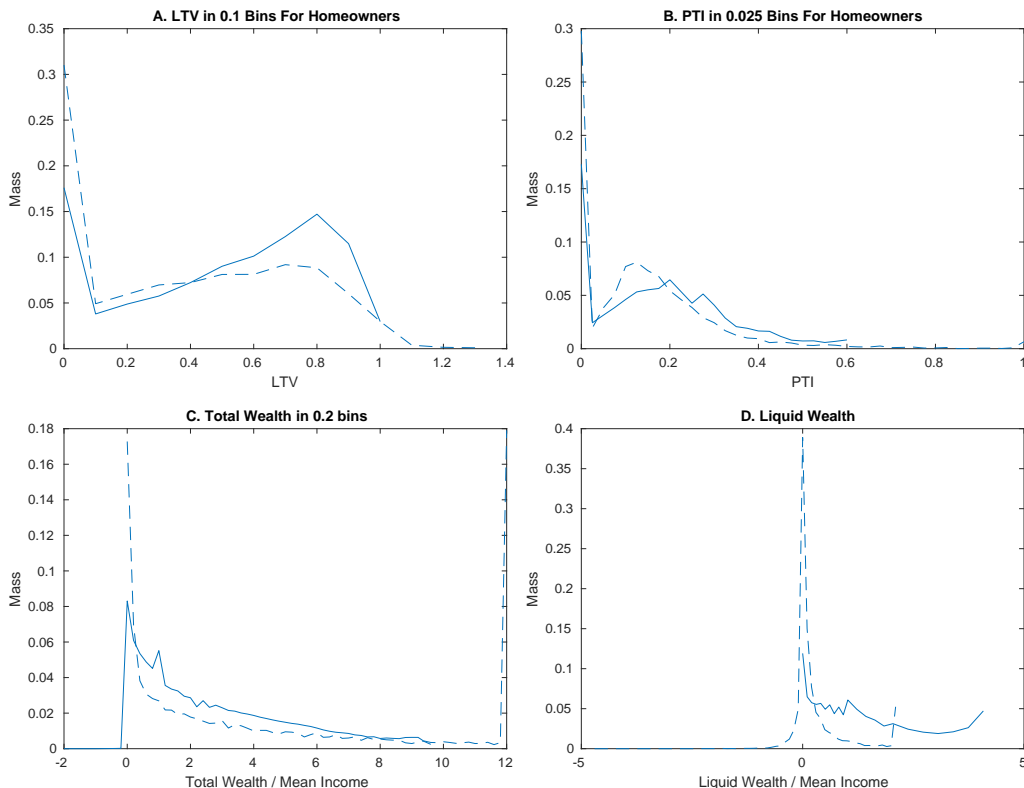 A. LTV in 0.1 Bins For Homeowners
0.35
0.3
0.25
0.2
0.15
0.1
0.05
0
Mass
0 0.2 0.4 0.6 0.8 1 1.2 1.4
LTV
B. PTI in 0.025 Bins For Homeowners
0.3
0.25
0.2
0.15
0.1
0.05
0
Mass
0 0.2 0.4 0.6 0.8 1
PTI
C. Total Wealth in 0.2 bins
0.18
0.16
0.14
0.12
0.1
0.08
0.06
0.04
0.02
0
Mass
-2 0 2 4 6 8 10 12
Total Wealth / Mean Income
D. Liquid Wealth
0.4
0.35
0.3
0.25
0.2
0.15
0.1
0.05
0
Mass
-5 0 5
Liquid Wealth / Mean Income